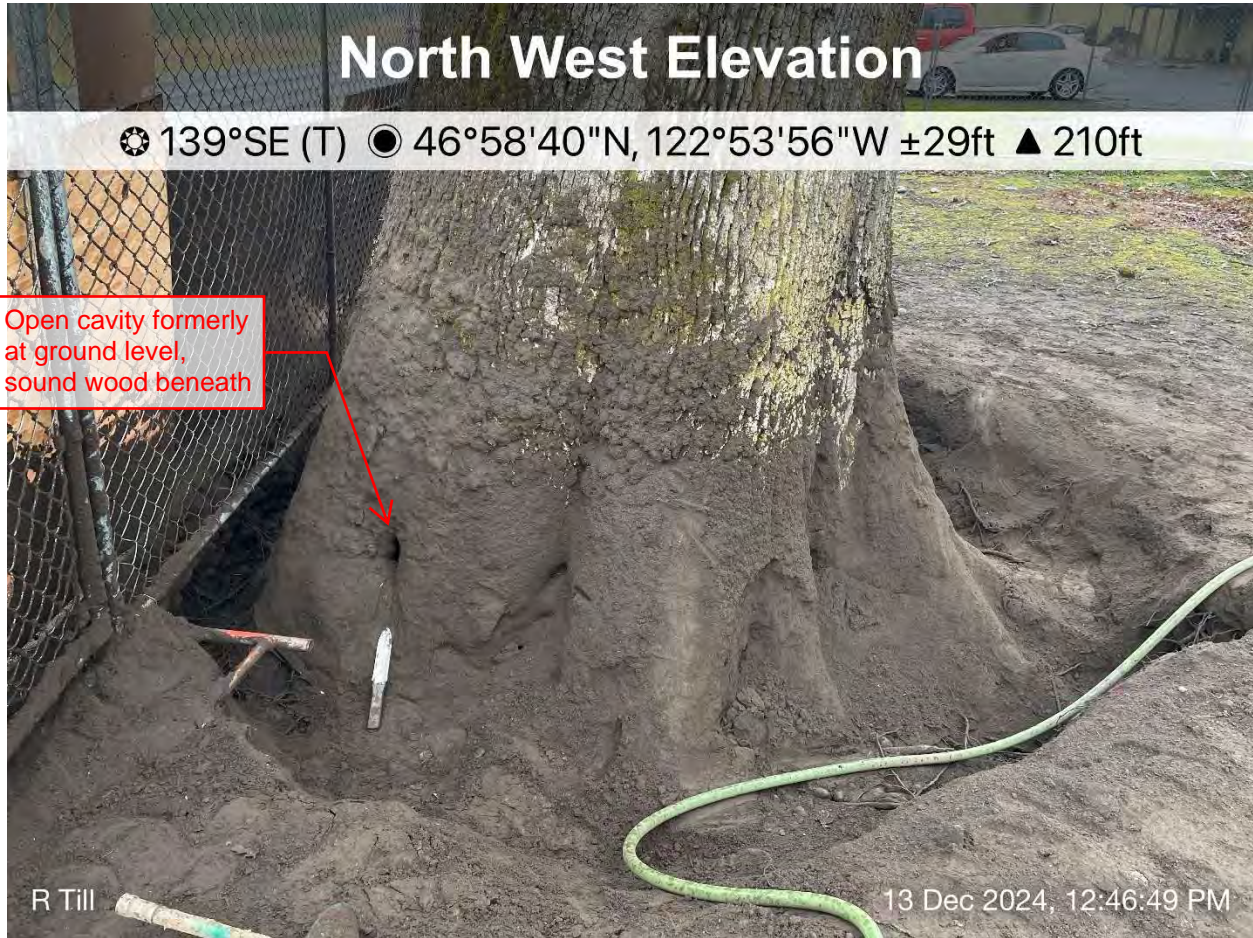 North West Elevation
139°SE (T) 46°58'40"N, 122°53'56"W ±29ft ▲ 210ft
Open cavity formerly
at ground level,
sound wood beneath
R Till
13 Dec 2024, 12:46:49 PM